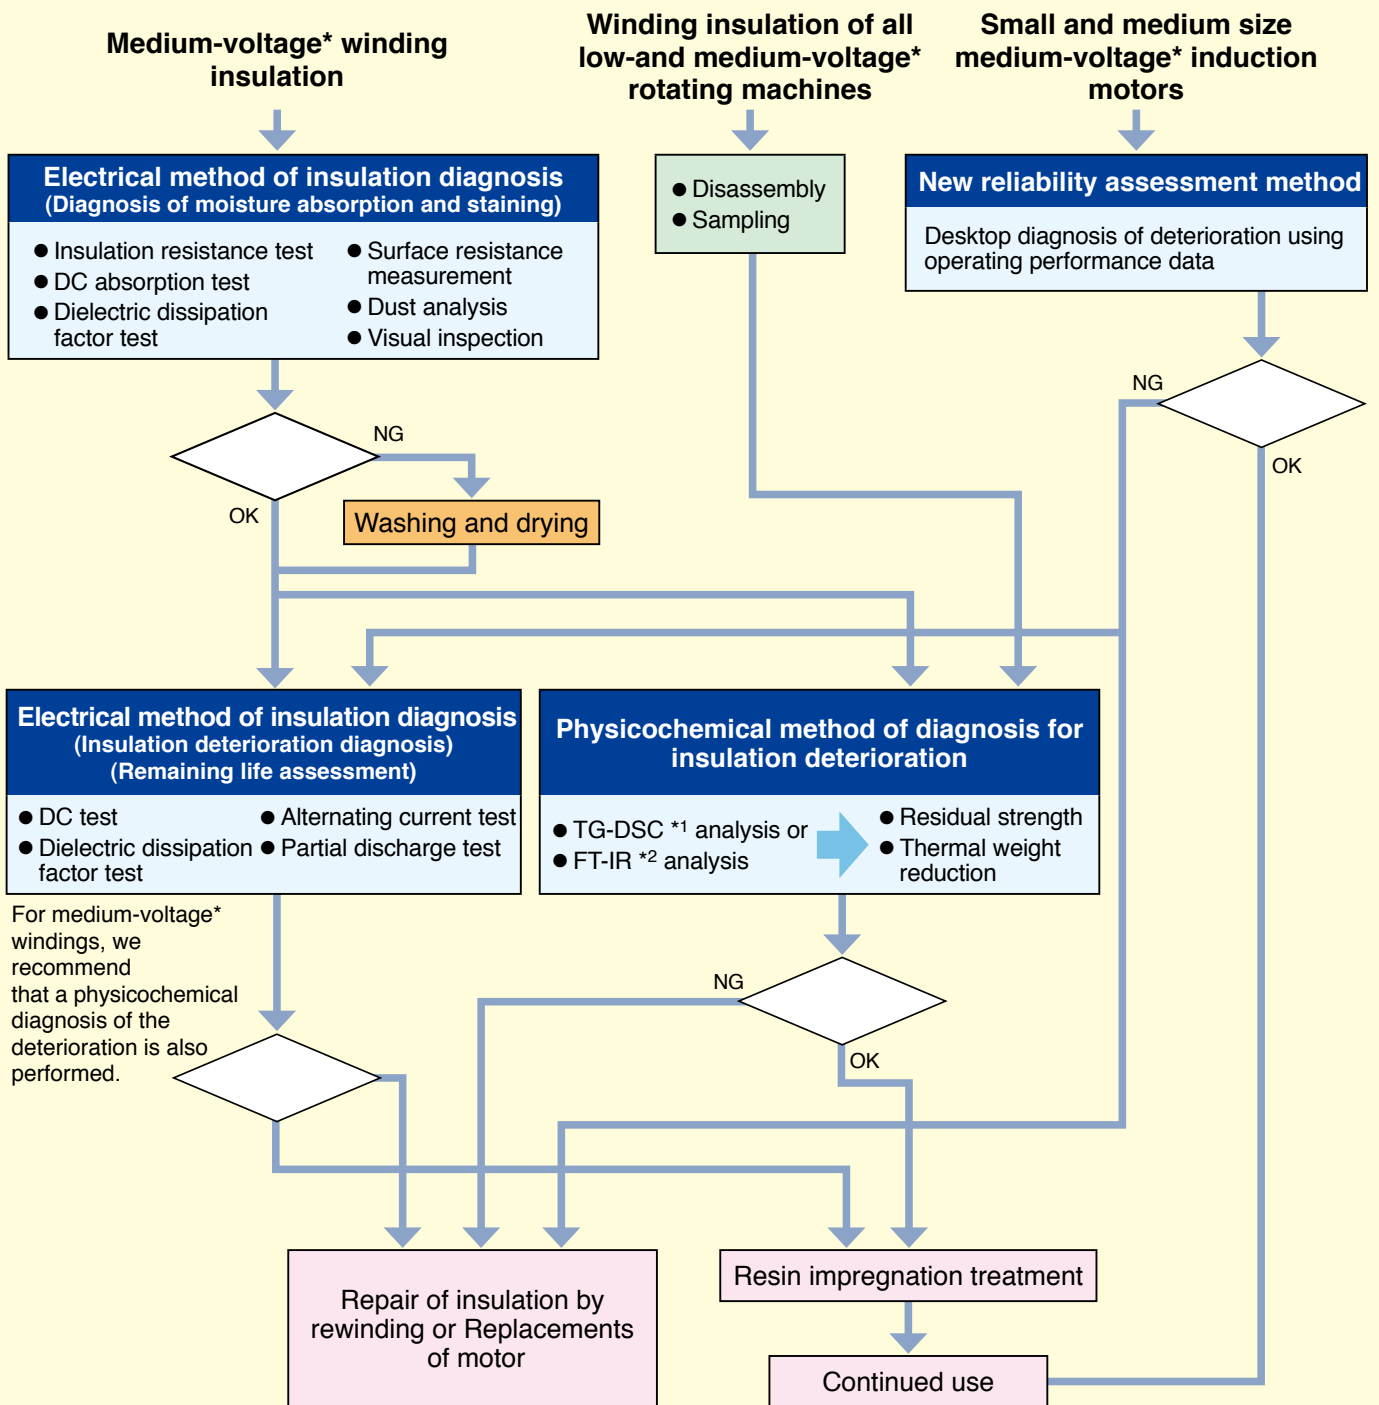 Medium-voltage* winding
insulation
Winding insulation of all
low-and medium-voltage*
rotating machines
Small and medium size
medium-voltage* induction
motors
Electrical method of insulation diagnosis
(Diagnosis of moisture absorption and staining)
● Insulation resistance test
● DC absorption test
● Dielectric dissipation
factor test
● Surface resistance
measurement
● Dust analysis
● Visual inspection
● Disassembly
● Sampling
New reliability assessment method
Desktop diagnosis of deterioration using
operating performance data
NG
OK
Washing and drying
NG
OK
Electrical method of insulation diagnosis
(Insulation deterioration diagnosis)
(Remaining life assessment)
● DC test
● Dielectric dissipation
factor test
● Alternating current test
● Partial discharge test
Physicochemical method of diagnosis for
insulation deterioration
● TG-DSC *1 analysis or
● FT-IR *2 analysis
● Residual strength
● Thermal weight
reduction
For medium-voltage*
windings, we
recommend
that a physicochemical
diagnosis of the
deterioration is also
performed.
NG
OK
Repair of insulation by
rewinding or Replacements
of motor
Resin impregnation treatment
Continued use